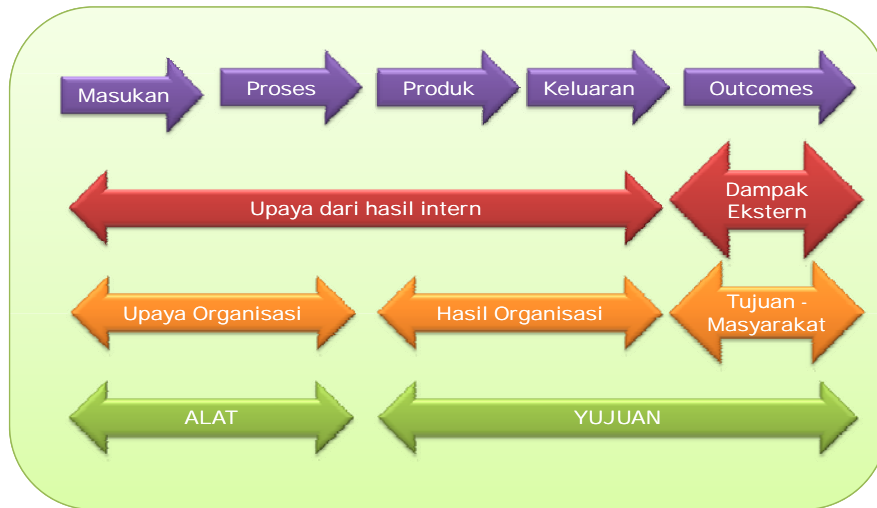 Masukan
Proses
Produk
Keluaran
Outcomes
Upaya dari hasil intern
Dampak
Ekstern
Upaya Organisasi
Hasil Organisasi
Tujuan -
Masyarakat
ALAT
YUJUAN